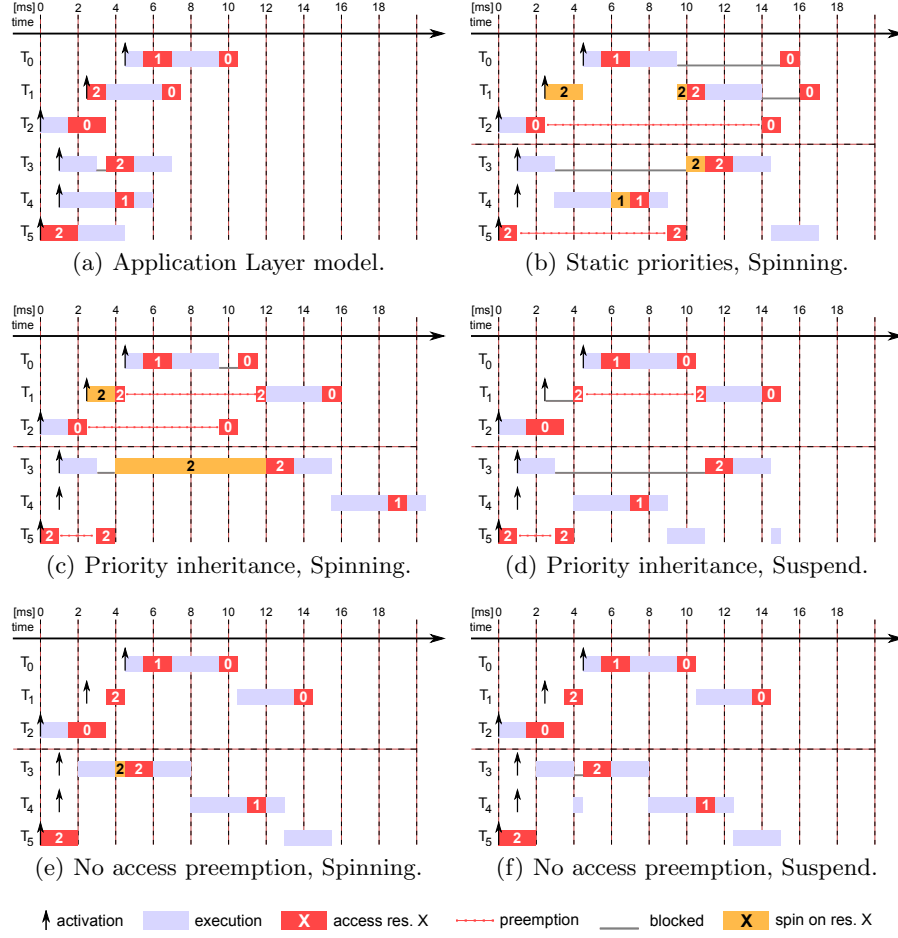 [ms] 0 2 4 6 8 10 12 14 16 18
time
T0 1 0
T1 2 0
T2 0
T3 2
T4 1
T5 2
(a) Application Layer model.
[ms] 0 2 4 6 8 10 12 14 16 18
time
T0 1 0
T1 2 2 2 0
T2 0 0
T3 2 2
T4 1 1
T5 2 2
(b) Static priorities, Spinning.
[ms] 0 2 4 6 8 10 12 14 16 18
time
T0 1 0
T1 2 2 2 0
T2 0 0
T3 2 2
T4 1
T5 2 2
(c) Priority inheritance, Spinning.
[ms] 0 2 4 6 8 10 12 14 16 18
time
T0 1 0
T1 2 2 0
T2 0
T3 2
T4 1
T5 2 2
(d) Priority inheritance, Suspend.
[ms] 0 2 4 6 8 10 12 14 16 18
time
T0 1 0
T1 2 0
T2 0
T3 2 2
T4 1
T5 2
(e) No access preemption, Spinning.
[ms] 0 2 4 6 8 10 12 14 16 18
time
T0 1 0
T1 2 0
T2 0
T3 2
T4 1
T5 2
(f) No access preemption, Suspend.
activation execution X access res. X preemption blocked X spin on res. X